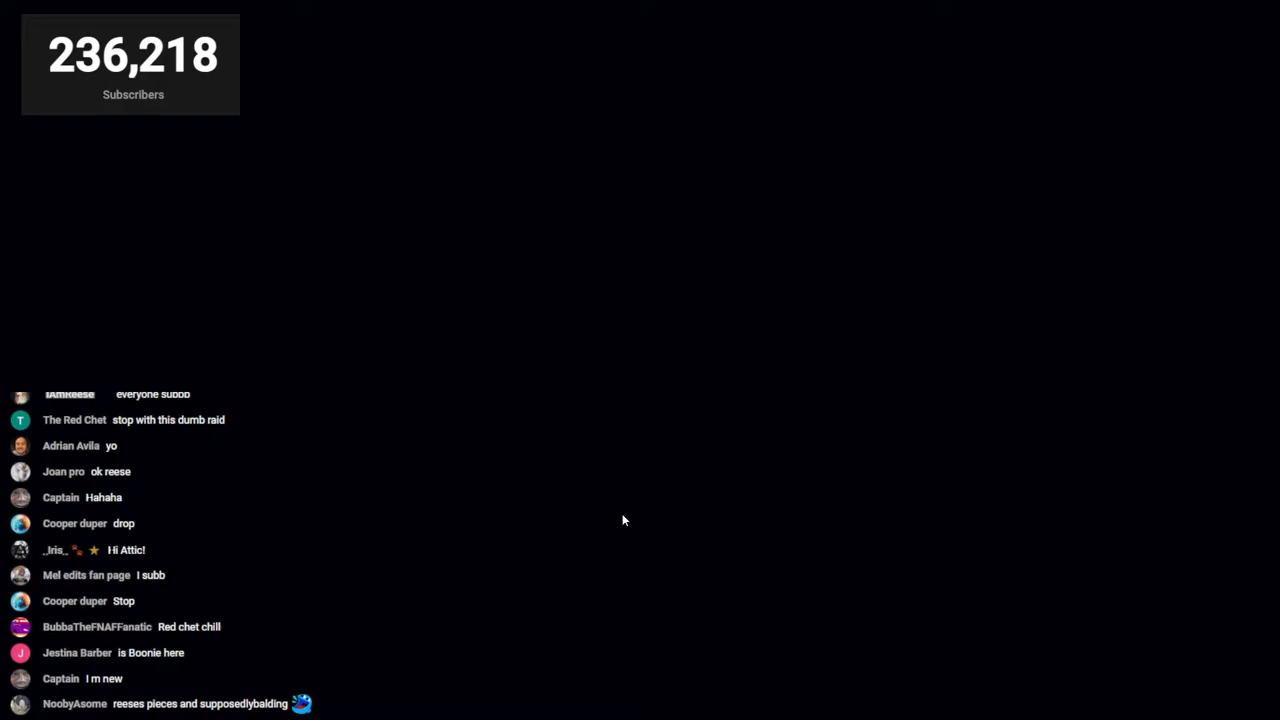 236,218
Subscribers
IAmReese everyone subbb
T The Red Chet stop with this dumb raid
Adrian Avila yo
Joan pro ok reese
Captain Hahaha
Cooper duper drop
_Iris_ Hi Attic!
Mel edits fan page I subb
Cooper duper Stop
BubbaTheFNAFFanatic Red chet chill
J Jestina Barber is Boonie here
Captain I m new
NoobyAsome reeses pieces and supposedlybalding